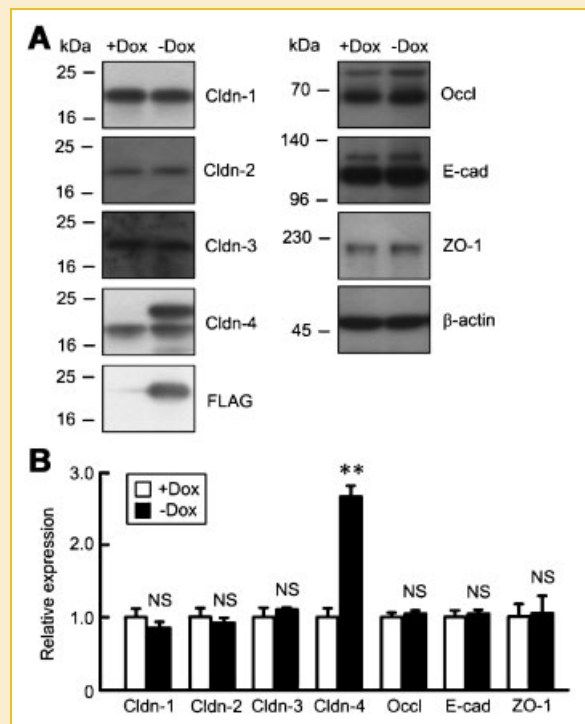 A
kDa +Dox -Dox
25
16
Cldn-1
25
16
Cldn-2
25
16
Cldn-3
25
16
Cldn-4
25
16
FLAG
kDa +Dox -Dox
70
Occl
140
96
E-cad
230
ZO-1
45
β-actin
B
Relative expression
3.0
2.0
1.0
0
+Dox
-Dox
NS NS NS ** NS NS NS
Cldn-1 Cldn-2 Cldn-3 Cldn-4 Occl E-cad ZO-1